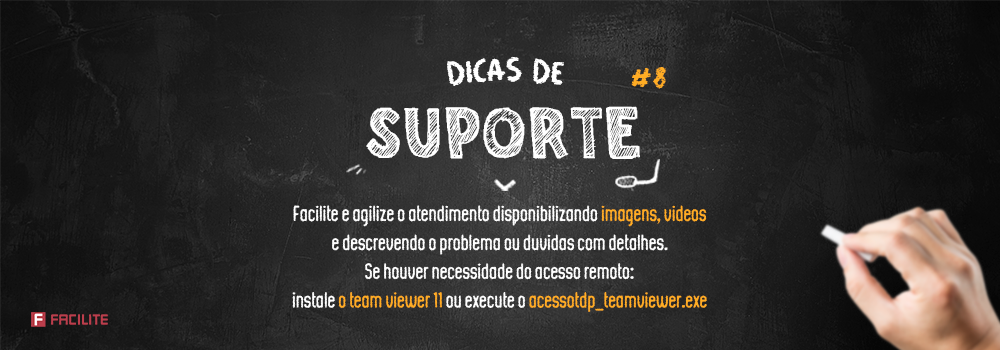 DICAS DE
#8
SUPORTE
Facilite e agilize o atendimento disponibilizando imagens, videos
e descrevendo o problema ou duvidas com detalhes.
Se houver necessidade do acesso remoto:
instale o team viewer 11 ou execute o acessotdp_teamviewer.exe
F FACILITE